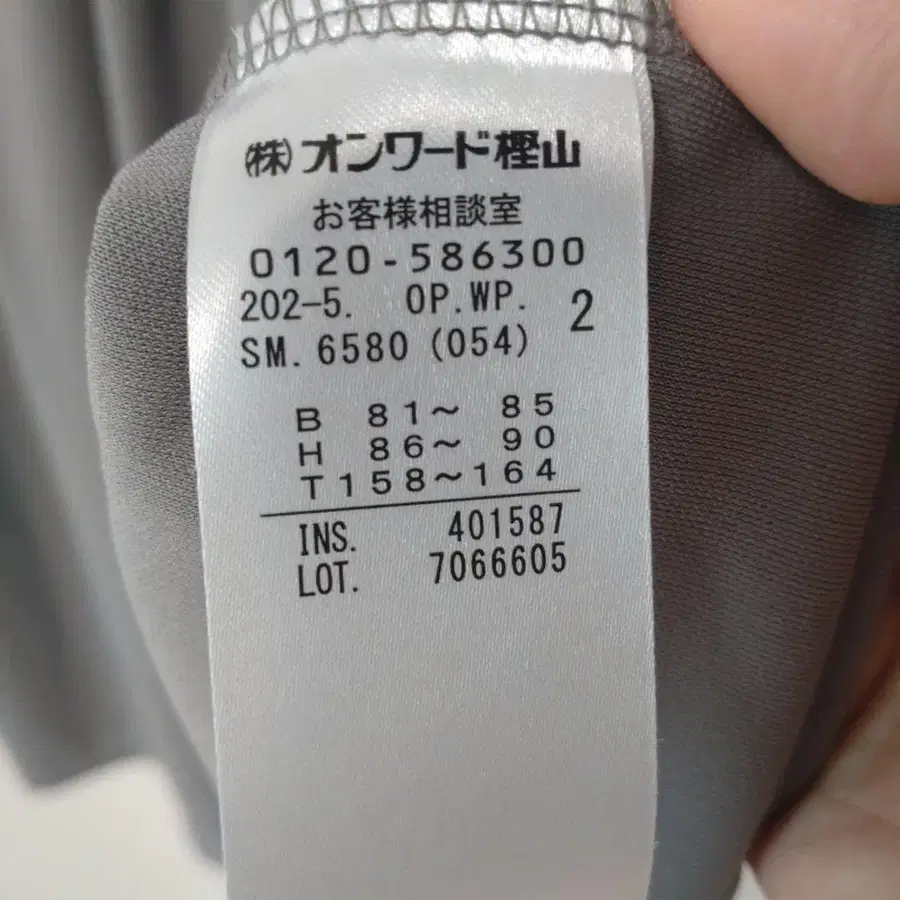 ㈱オンワード樫山
お客様相談室
0120-586300
202-5. OP.WP. 2
SM. 6580 (054)
B 81～ 85
H 86～ 90
T158～164
INS. 401587
LOT. 7066605